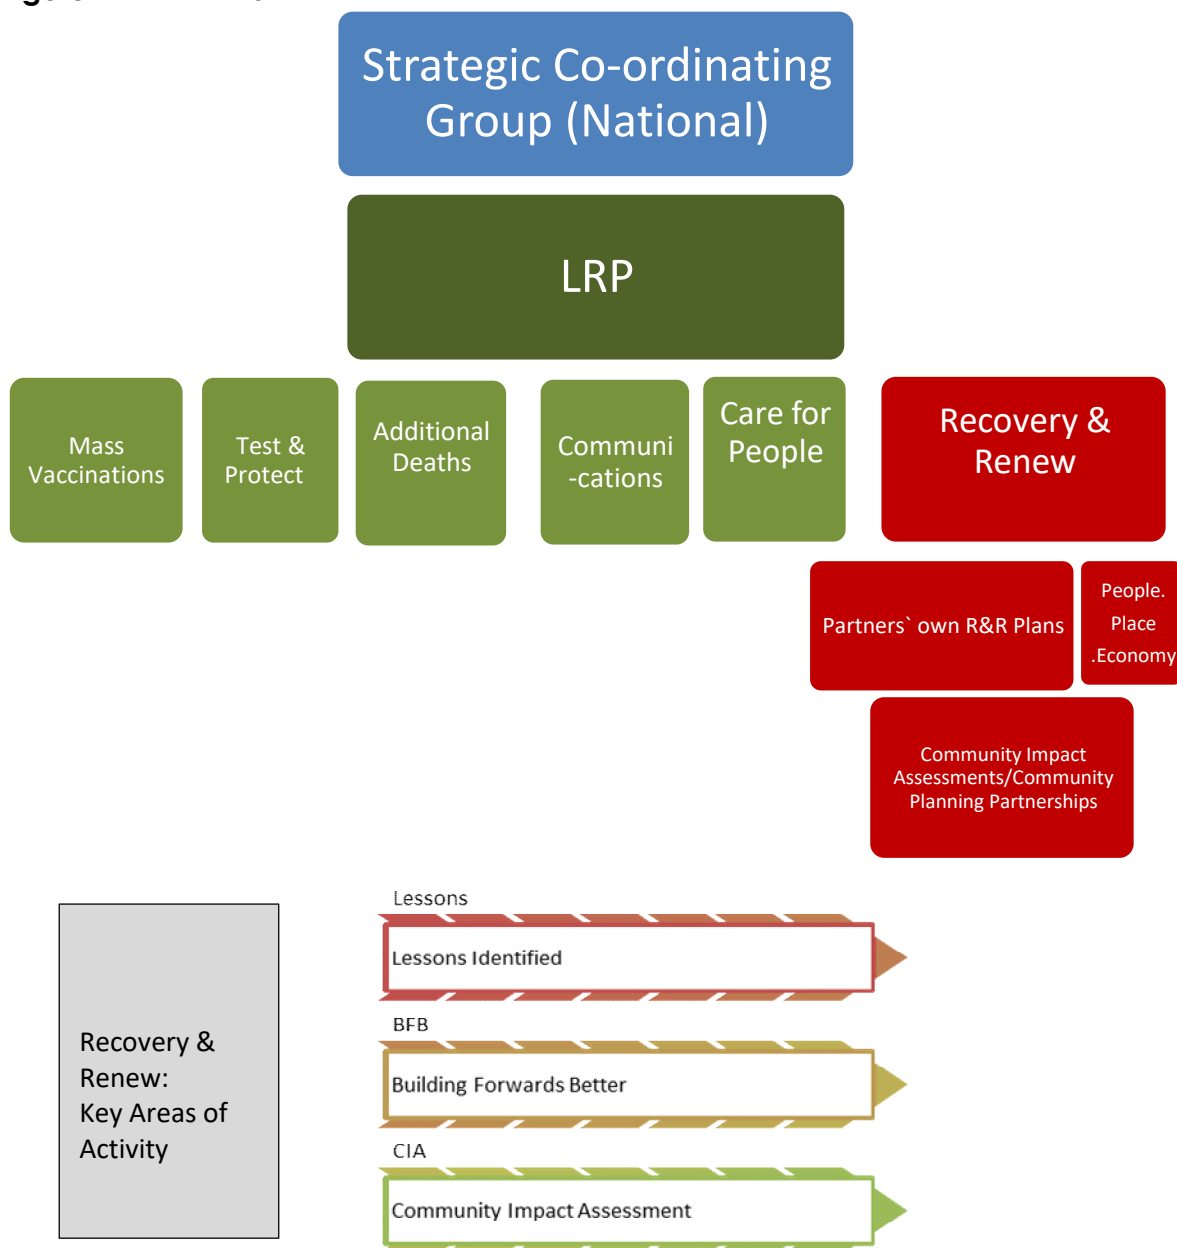 Strategic Co-ordinating
Group (National)
LRP
Mass
Vaccinations
Test &
Protect
Additional
Deaths
Communi
-cations
Care for
People
Recovery &
Renew
Partners` own R&R Plans
People.
Place
.Economy
Community Impact
Assessments/Community
Planning Partnerships
Recovery &
Renew:
Key Areas of
Activity
Lessons
Lessons Identified
BFB
Building Forwards Better
CIA
Community Impact Assessment